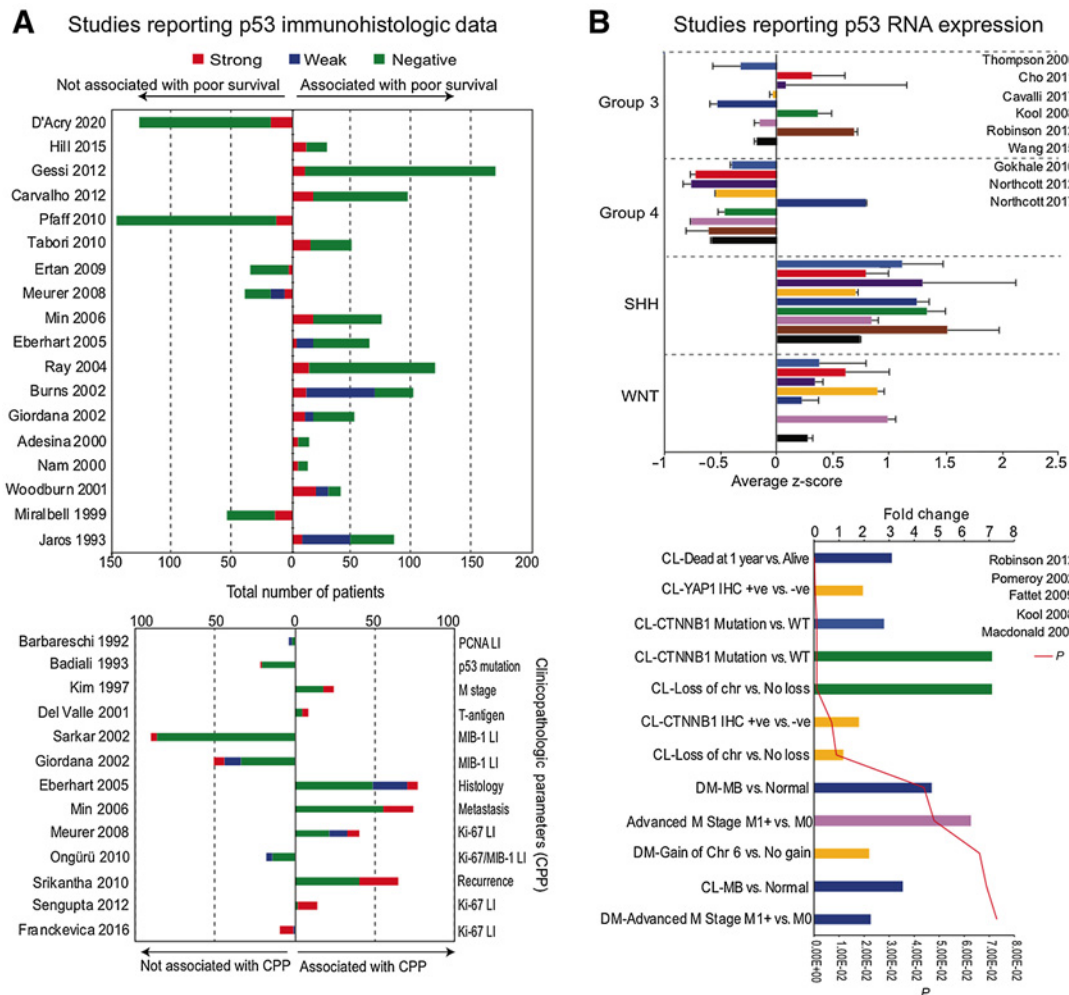 A Studies reporting p53 immunohistologic data
Strong Weak Negative
Not associated with poor survival Associated with poor survival
D'Acry 2020
Hill 2015
Gessi 2012
Carvalho 2012
Pfaff 2010
Tabori 2010
Ertan 2009
Meurer 2008
Min 2006
Eberhart 2005
Ray 2004
Burns 2002
Giordana 2002
Adesina 2000
Nam 2000
Woodburn 2001
Miralbell 1999
Jaros 1993
150 100 50 0 50 100 150 200
Total number of patients
100 50 0 50 100
Barbareschi 1992 PCNA LI
Badiali 1993 p53 mutation
Kim 1997 M stage
Del Valle 2001 T-antigen
Sarkar 2002 MIB-1 LI
Giordana 2002 MIB-1 LI
Eberhart 2005 Histology
Min 2006 Metastasis
Meurer 2008 Ki-67 LI
Ongürü 2010 Ki-67/MIB-1 LI
Srikantha 2010 Recurrence
Sengupta 2012 Ki-67 LI
Franckevica 2016 Ki-67 LI
Clinicopathologic parameters (CPP)
Not associated with CPP Associated with CPP
B Studies reporting p53 RNA expression
Thompson
Cho
Cavalli
Kool
Robinson
Wang
Gokhale
Northcott
Northcott
Group 3
Group 4
SHH
WNT
−1 −0.5 0 0.5 1 1.5 2 2.5
Average z-score
Fold change
0 1 2 3 4 5 6 7 8
CL-Dead at 1 year vs. Alive
CL-YAP1 IHC +ve vs. -ve
CL-CTNNB1 Mutation vs. WT
CL-CTNNB1 Mutation vs. WT
CL-Loss of chr vs. No loss
CL-CTNNB1 IHC +ve vs. -ve
CL-Loss of chr vs. No loss
DM-MB vs. Normal
Advanced M Stage M1+ vs. M0
DM-Gain of Chr 6 vs. No gain
CL-MB vs. Normal
DM-Advanced M Stage M1+ vs. M0
Robinson
Pomeroy
Fattet
Kool
Macdonald
P
0.00E+00 1.00E-02 2.00E-02 3.00E-02 4.00E-02 5.00E-02 6.00E-02 7.00E-02 8.00E-02
P